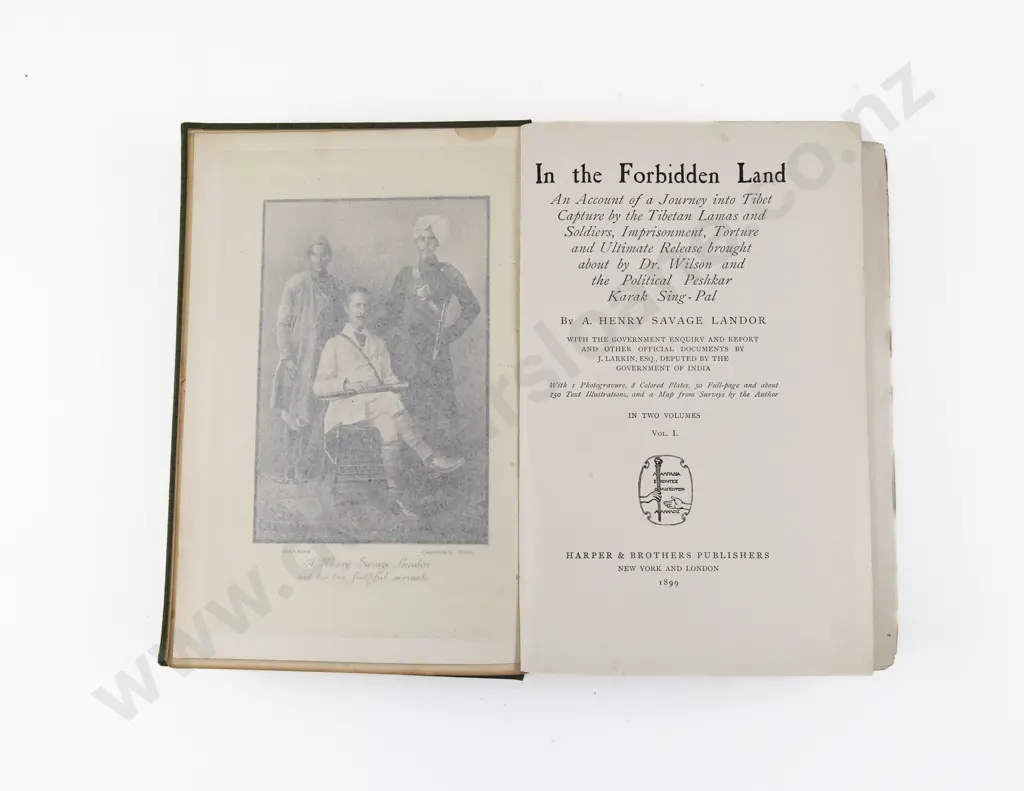 A. Henry Savage Landor
and his two faithful servants
In the Forbidden Land
An Account of a Journey into Tibet
Capture by the Tibetan Lamas and
Soldiers, Imprisonment, Torture
and Ultimate Release brought
about by Dr. Wilson and
the Political Peshkar
Karak Sing-Pal
By A. HENRY SAVAGE LANDOR
WITH THE GOVERNMENT ENQUIRY AND REPORT
AND OTHER OFFICIAL DOCUMENTS BY
J. LARKIN, ESQ., DEPUTED BY THE
GOVERNMENT OF INDIA
With 1 Photogravure, 8 Colored Plates, 50 Full-page and about
150 Text Illustrations, and a Map from Surveys by the Author
IN TWO VOLUMES
VOL. I.
HARPER & BROTHERS PUBLISHERS
NEW YORK AND LONDON
1899